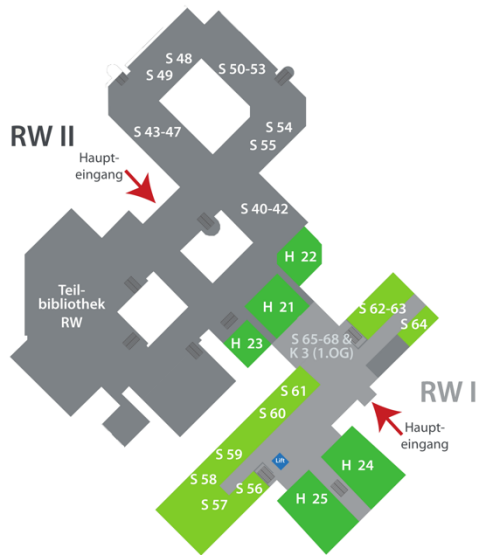 S 48
S 49
S 50-53
S 43-47
S 54
S 55
RW II
Haupt-
eingang
S 40-42
H 22
Teil-
bibliothek
RW
H 21
S 62-63
S 64
H 23
S 65-68 &
K 3 (1.OG)
S 61
RW I
S 60
Haupt-
eingang
S 59
Lift
H 24
S 58
S 56
S 57
H 25